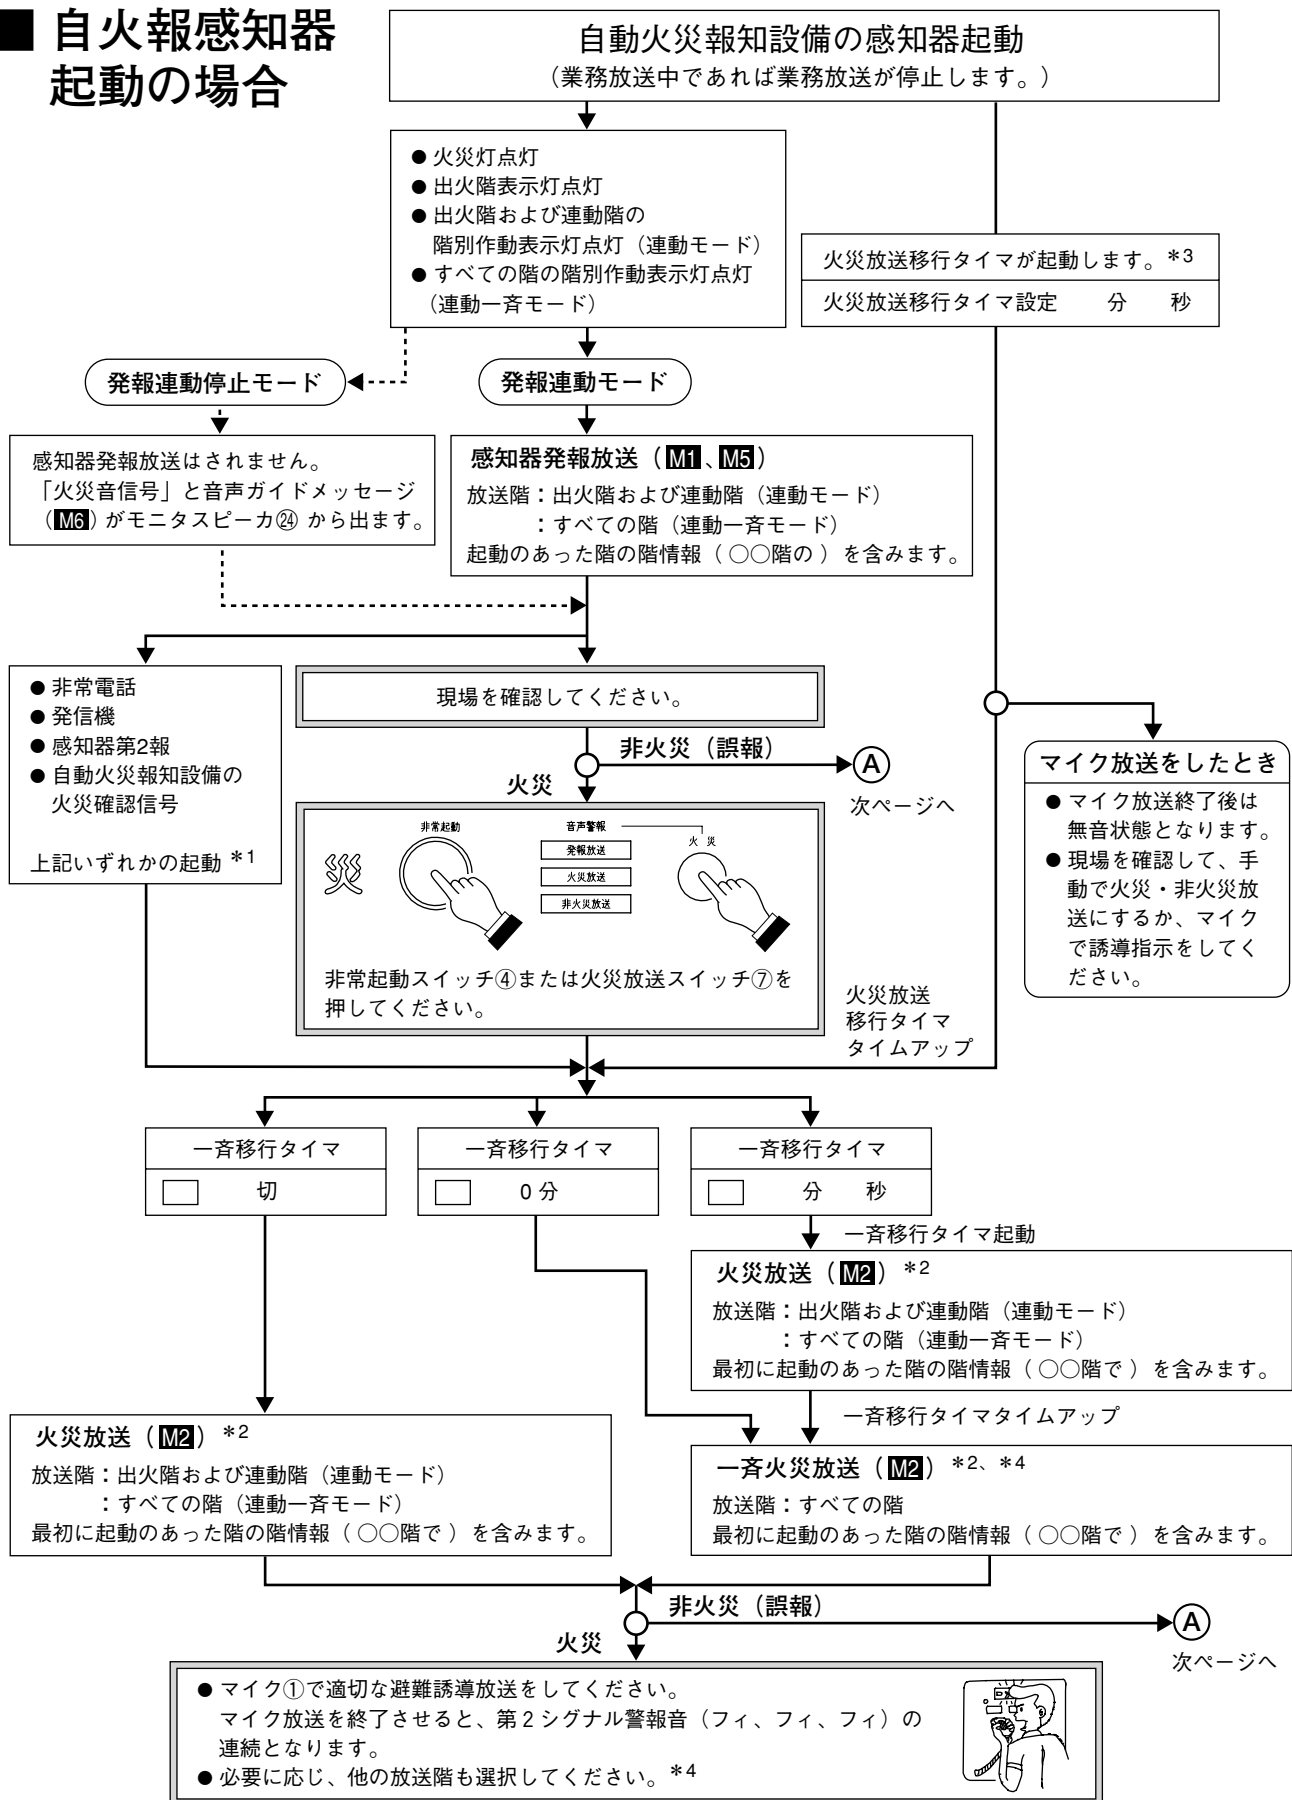 ■ 自火報感知器
起動の場合
自動火災報知設備の感知器起動
（業務放送中であれば業務放送が停止します。）
● 火災灯点灯
● 出火階表示灯点灯
● 出火階および連動階の
階別作動表示灯点灯（連動モード）
● すべての階の階別作動表示灯点灯
（連動一斉モード）
火災放送移行タイマが起動します。*3
火災放送移行タイマ設定　　分　　秒
発報連動停止モード
発報連動モード
感知器発報放送はされません。
「火災音信号」と音声ガイドメッセージ
（M6）がモニタスピーカ㉔ から出ます。
感知器発報放送（M1、M5）
放送階：出火階および連動階（連動モード）
：すべての階（連動一斉モード）
起動のあった階の階情報（ ○○階の ）を含みます。
● 非常電話
● 発信機
● 感知器第2報
● 自動火災報知設備の
火災確認信号
上記いずれかの起動 *1
現場を確認してください。
非火災（誤報）
A
次ページへ
火災
災
非常起動
音声警報
発報放送
火災放送
非火災放送
火 災
非常起動スイッチ④または火災放送スイッチ⑦を
押してください。
マイク放送をしたとき
● マイク放送終了後は
無音状態となります。
● 現場を確認して、手
動で火災・非火災放
送にするか、マイク
で誘導指示をしてく
ださい。
火災放送
移行タイマ
タイムアップ
一斉移行タイマ
切
一斉移行タイマ
0 分
一斉移行タイマ
分　　秒
一斉移行タイマ起動
火災放送（M2）*2
放送階：出火階および連動階（連動モード）
：すべての階（連動一斉モード）
最初に起動のあった階の階情報（ ○○階で ）を含みます。
一斉移行タイマタイムアップ
火災放送（M2）*2
放送階：出火階および連動階（連動モード）
：すべての階（連動一斉モード）
最初に起動のあった階の階情報（ ○○階で ）を含みます。
一斉火災放送（M2）*2、*4
放送階：すべての階
最初に起動のあった階の階情報（ ○○階で ）を含みます。
非火災（誤報）
A
次ページへ
火災
● マイク①で適切な避難誘導放送をしてください。
マイク放送を終了させると、第２シグナル警報音（フィ、フィ、フィ）の
連続となります。
● 必要に応じ、他の放送階も選択してください。*4